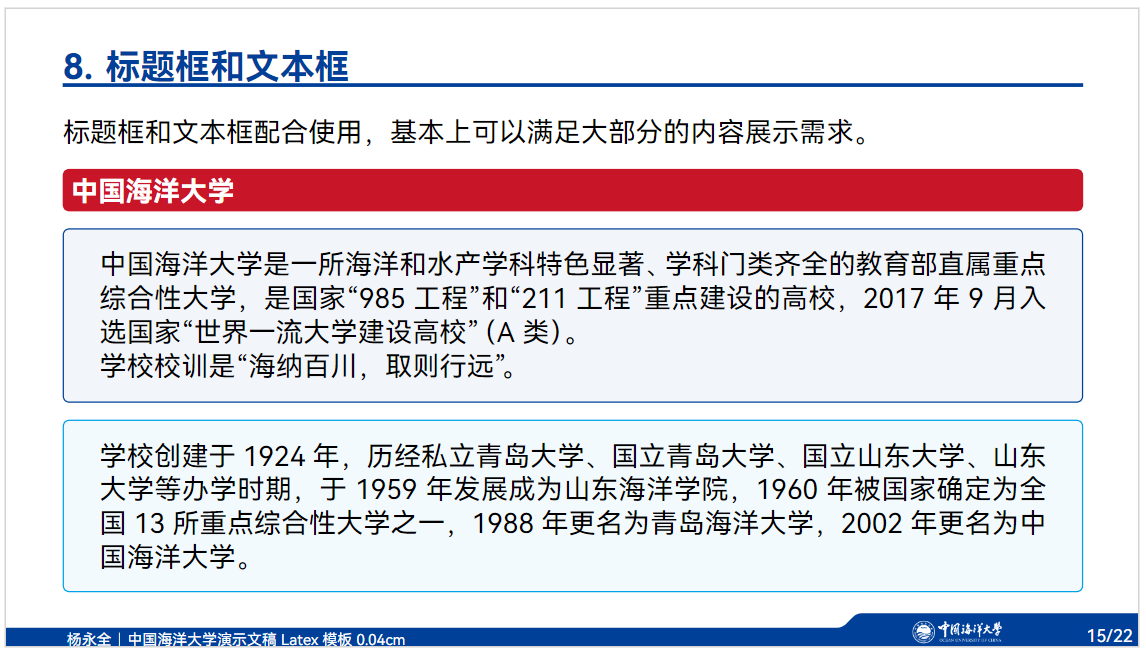 8. 标题框和文本框
标题框和文本框配合使用，基本上可以满足大部分的内容展示需求。
中国海洋大学
中国海洋大学是一所海洋和水产学科特色显著、学科门类齐全的教育部直属重点
综合性大学，是国家“985 工程”和“211 工程”重点建设的高校，2017 年 9 月入
选国家“世界一流大学建设高校”（A 类）。
学校校训是“海纳百川，取则行远”。
学校创建于 1924 年，历经私立青岛大学、国立青岛大学、国立山东大学、山东
大学等办学时期，于 1959 年发展成为山东海洋学院，1960 年被国家确定为全
国 13 所重点综合性大学之一，1988 年更名为青岛海洋大学，2002 年更名为中
国海洋大学。
杨永全 | 中国海洋大学演示文稿 Latex 模板 0.04cm
中国海洋大学
OCEAN UNIVERSITY OF CHINA
15/22